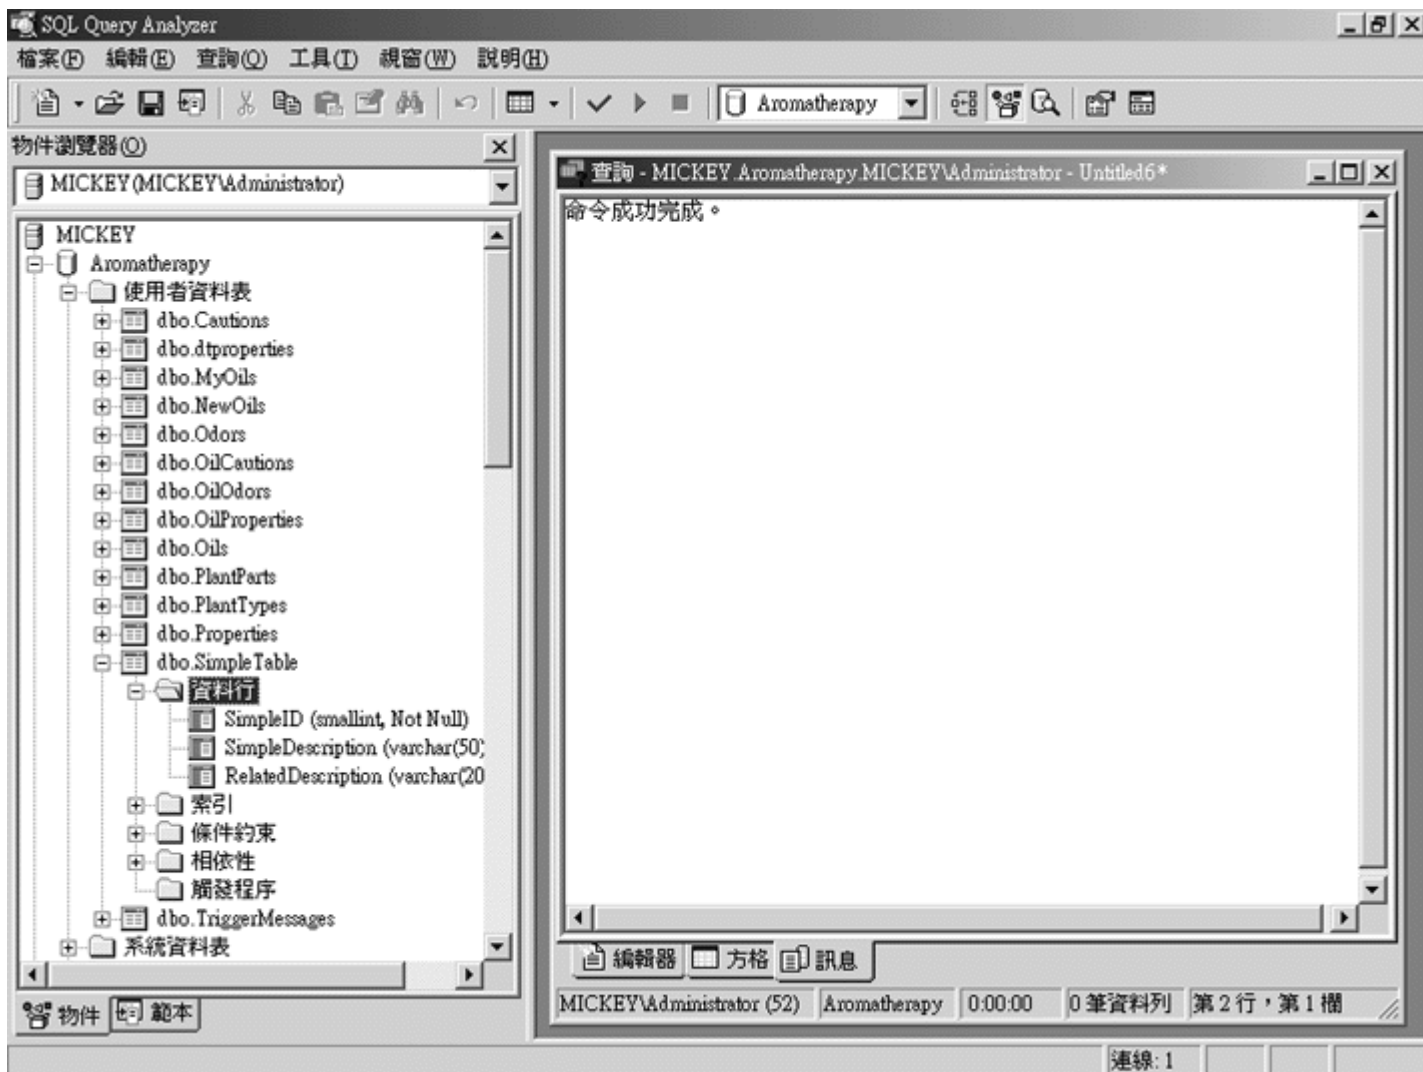 SQL Query Analyzer
檔案(F) 編輯(E) 查詢(Q) 工具(T) 視窗(W) 說明(H)
Aromatherapy
物件瀏覽器(O)
MICKEY (MICKEY\Administrator)
MICKEY
Aromatherapy
使用者資料表
dbo.Cautions
dbo.dtproperties
dbo.MyOils
dbo.NewOils
dbo.Odors
dbo.OilCautions
dbo.OilOdors
dbo.OilProperties
dbo.Oils
dbo.PlantParts
dbo.PlantTypes
dbo.Properties
dbo.SimpleTable
資料行
SimpleID (smallint, Not Null)
SimpleDescription (varchar(50)
RelatedDescription (varchar(20
索引
條件約束
相依性
觸發程序
dbo.TriggerMessages
系統資料表
物件 範本
查詢 - MICKEY.Aromatherapy.MICKEY\Administrator - Untitled6*
命令成功完成。
編輯器 方格 訊息
MICKEY\Administrator (52) Aromatherapy 0:00:00 0 筆資料列 第 2 行，第 1 欄
連線: 1